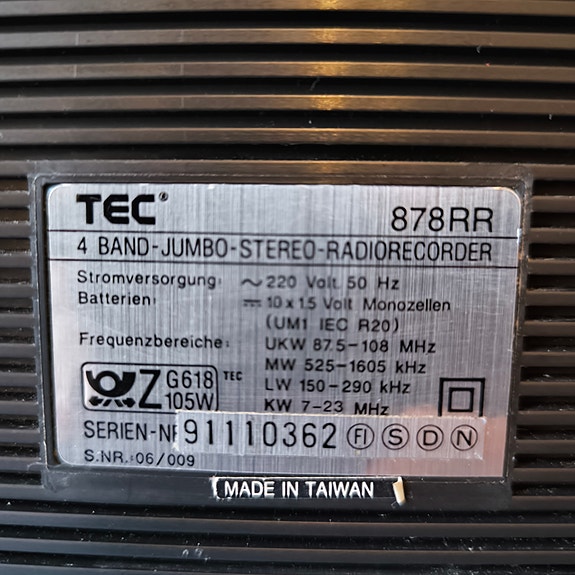 TEC® 878RR
4 BAND-JUMBO-STEREO-RADIORECORDER
Stromversorgung: ~ 220 Volt. 50 Hz
Batterien: ⎓ 10 x 1.5 Volt Monozellen
(UM1 IEC R20)
Frequenzbereiche: UKW 87.5-108 MHz
MW 525-1605 kHz
LW 150-290 kHz
KW 7-23 MHz
Z G618 TEC
105W
SERIEN-NR 91110362 FI S D N
S.NR.:06/009
MADE IN TAIWAN